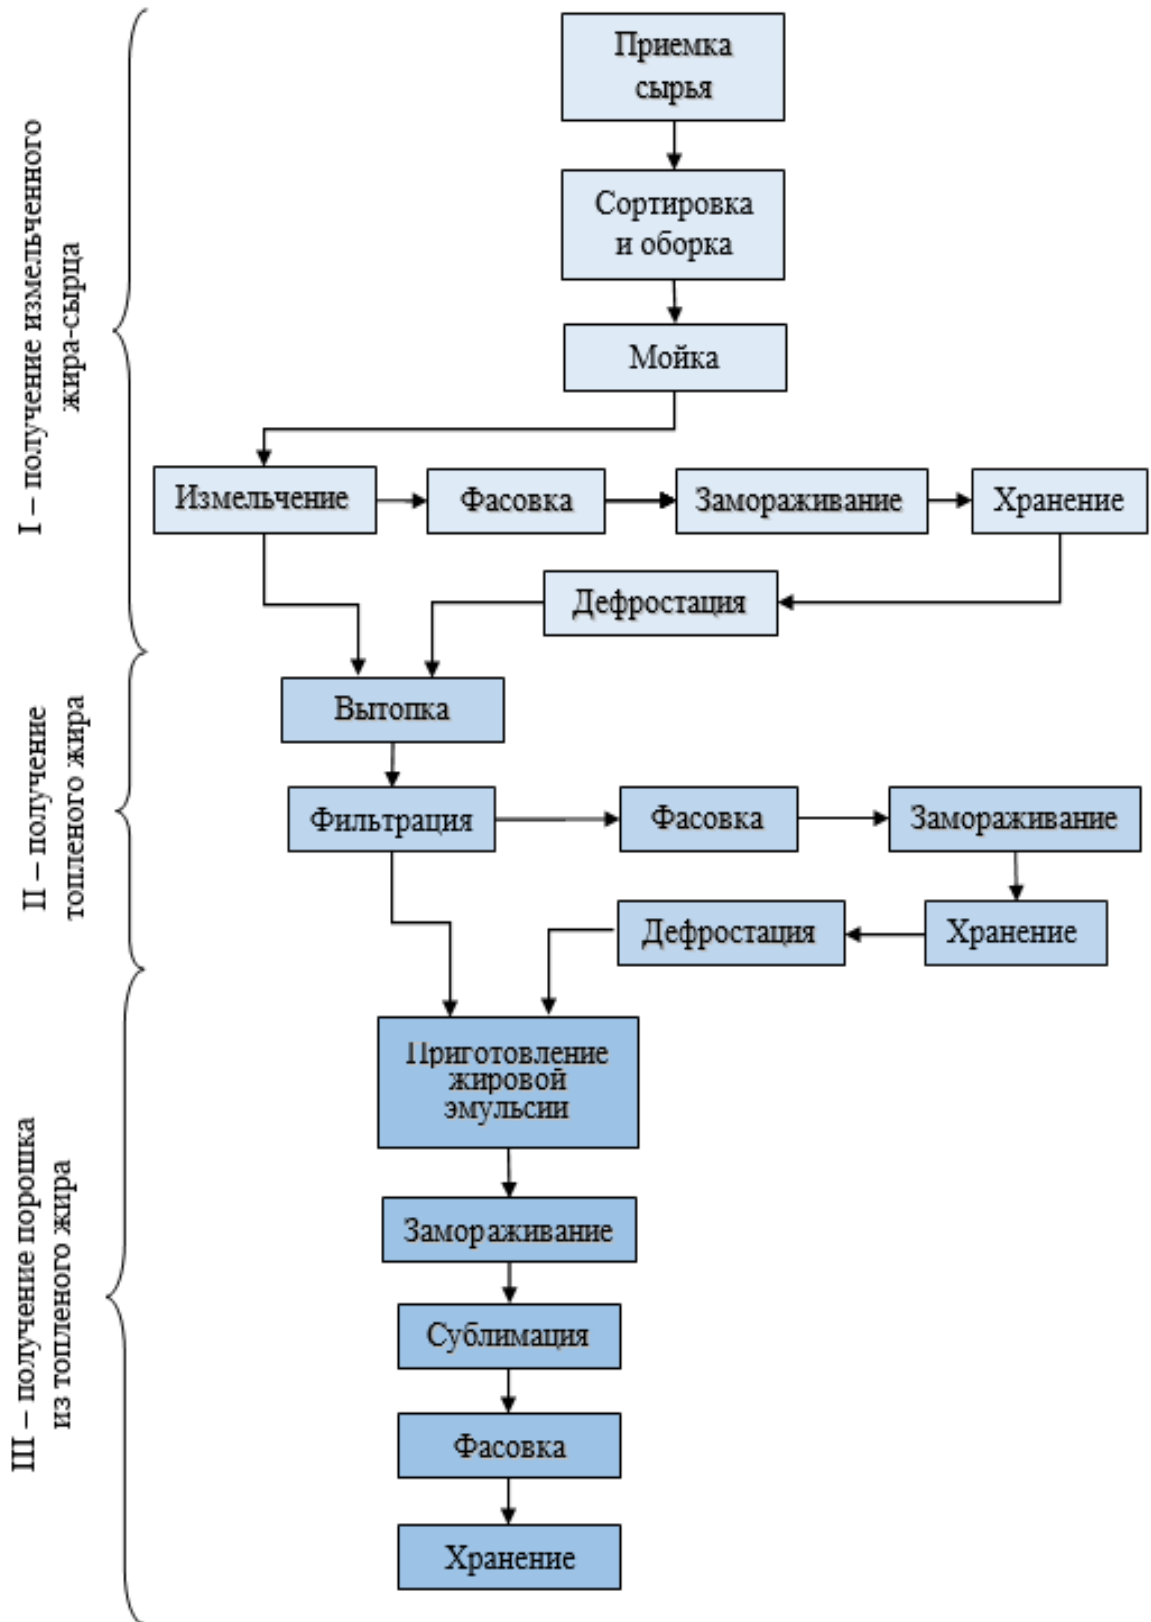 I – получение измельченного
жира-сырца
Приемка
сырья
Сортировка
и оборка
Мойка
Измельчение
Фасовка
Замораживание
Хранение
Дефростация
II – получение
топленого жира
Вытопка
Фильтрация
Фасовка
Замораживание
Дефростация
Хранение
III – получение порошка
из топленого жира
Приготовление
жировой
эмульсии
Замораживание
Сублимация
Фасовка
Хранение